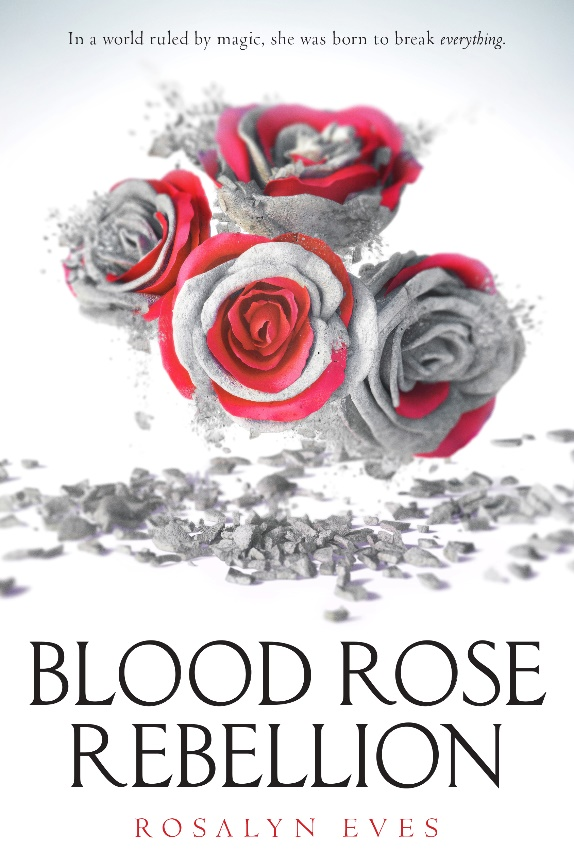 In a world ruled by magic, she was born to break everything.
BLOOD ROSE
REBELLION
ROSALYN EVES